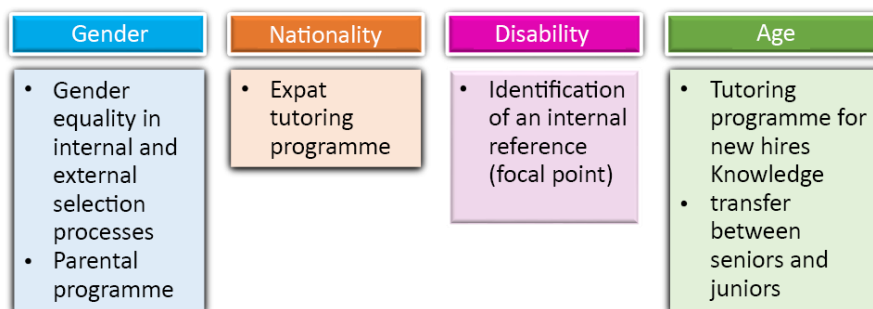 Gender
• Gender
equality in
internal and
external
selection
processes
• Parental
programme
Nationality
• Expat
tutoring
programme
Disability
• Identification
of an internal
reference
(focal point)
Age
• Tutoring
programme for
new hires
Knowledge
• transfer
between
seniors and
juniors